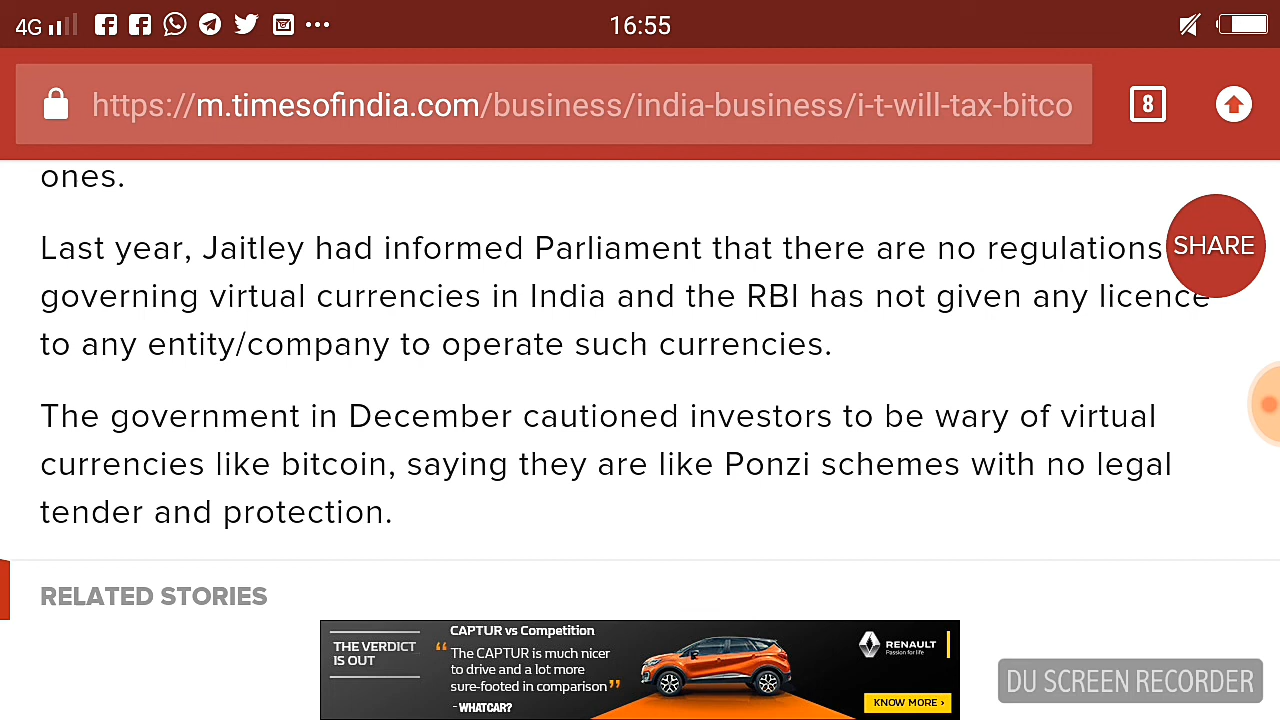 4G 16:55
https://m.timesofindia.com/business/india-business/i-t-will-tax-bitco 8
ones.
Last year, Jaitley had informed Parliament that there are no regulations
SHARE
governing virtual currencies in India and the RBI has not given any licence
to any entity/company to operate such currencies.
The government in December cautioned investors to be wary of virtual
currencies like bitcoin, saying they are like Ponzi schemes with no legal
tender and protection.
RELATED STORIES
THE VERDICT
IS OUT
CAPTUR vs Competition
“The CAPTUR is much nicer
to drive and a lot more
sure-footed in comparison”
- WHATCAR?
RENAULT
Passion for life
KNOW MORE ›
DU SCREEN RECORDER